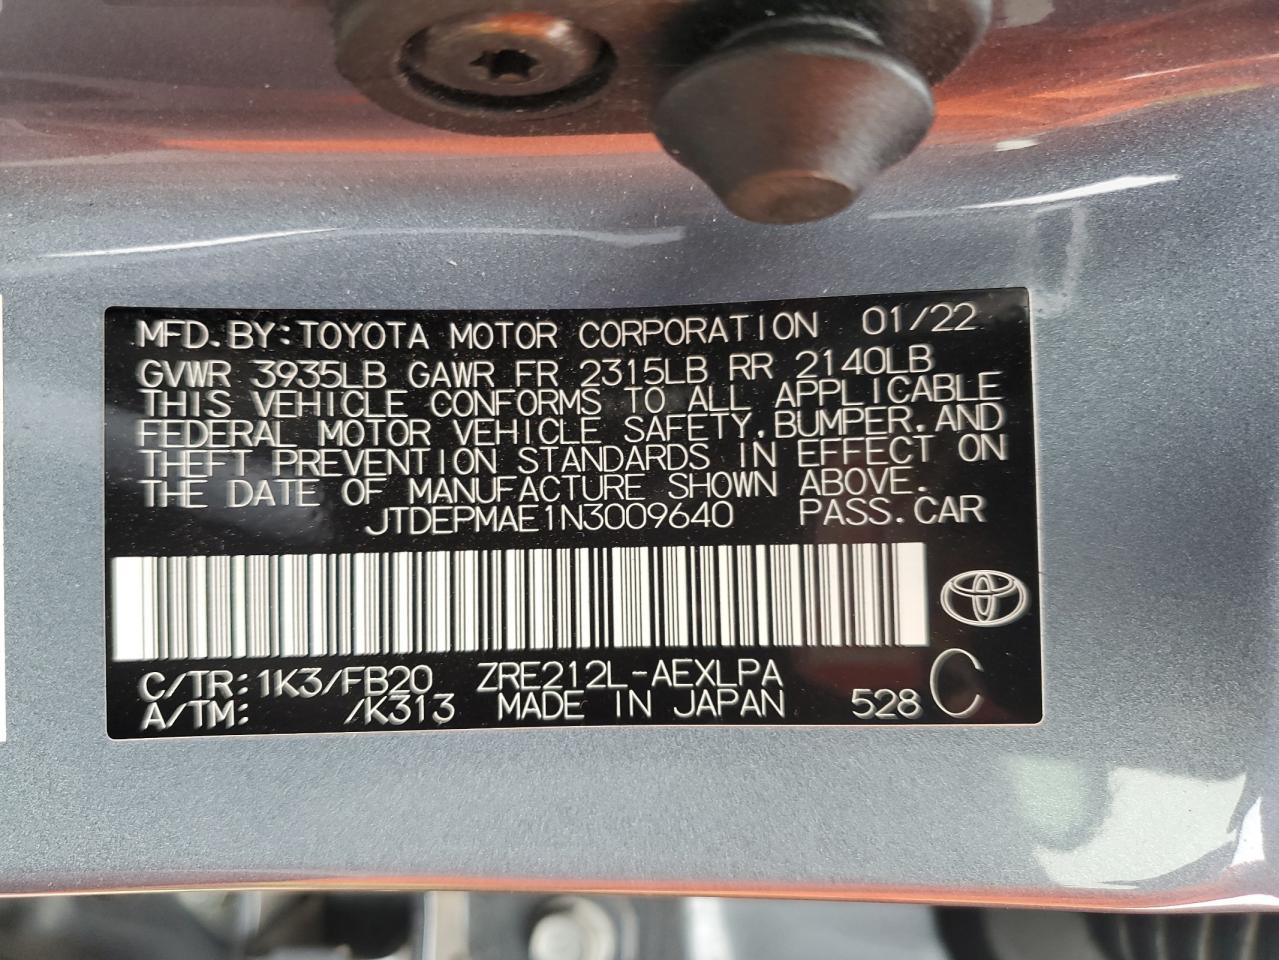 MFD.BY:TOYOTA MOTOR CORPORATION 01/22
GVWR 3935LB GAWR FR 2315LB RR 2140LB
THIS VEHICLE CONFORMS TO ALL APPLICABLE
FEDERAL MOTOR VEHICLE SAFETY,BUMPER,AND
THEFT PREVENTION STANDARDS IN EFFECT ON
THE DATE OF MANUFACTURE SHOWN ABOVE.
JTDEPMAE1N3009640 PASS.CAR
C/TR:1K3/FB20 ZRE212L-AEXLPA
A/TM: /K313 MADE IN JAPAN 528 C